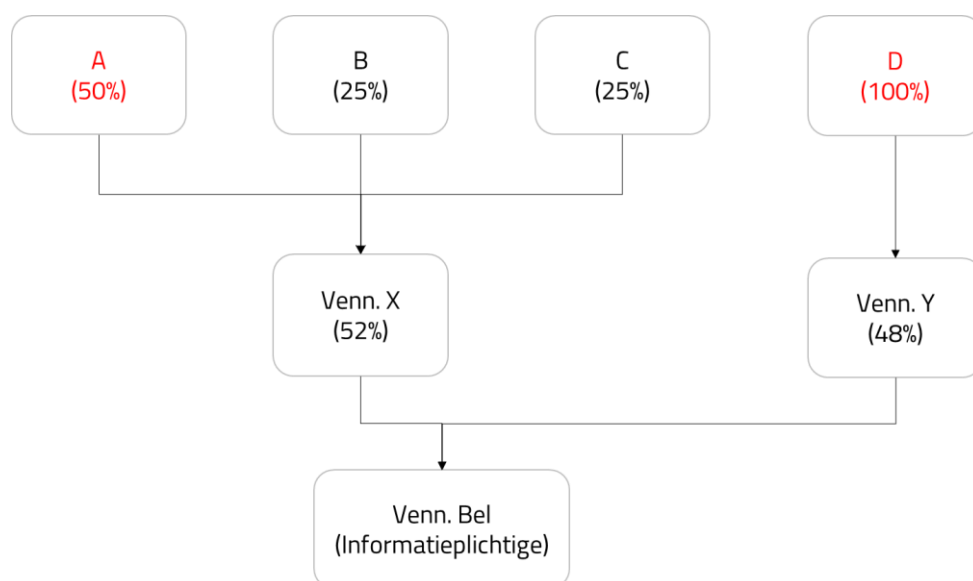 A
(50%)
B
(25%)
C
(25%)
D
(100%)
Venn. X
(52%)
Venn. Y
(48%)
Venn. Bel
(Informatieplichtige)